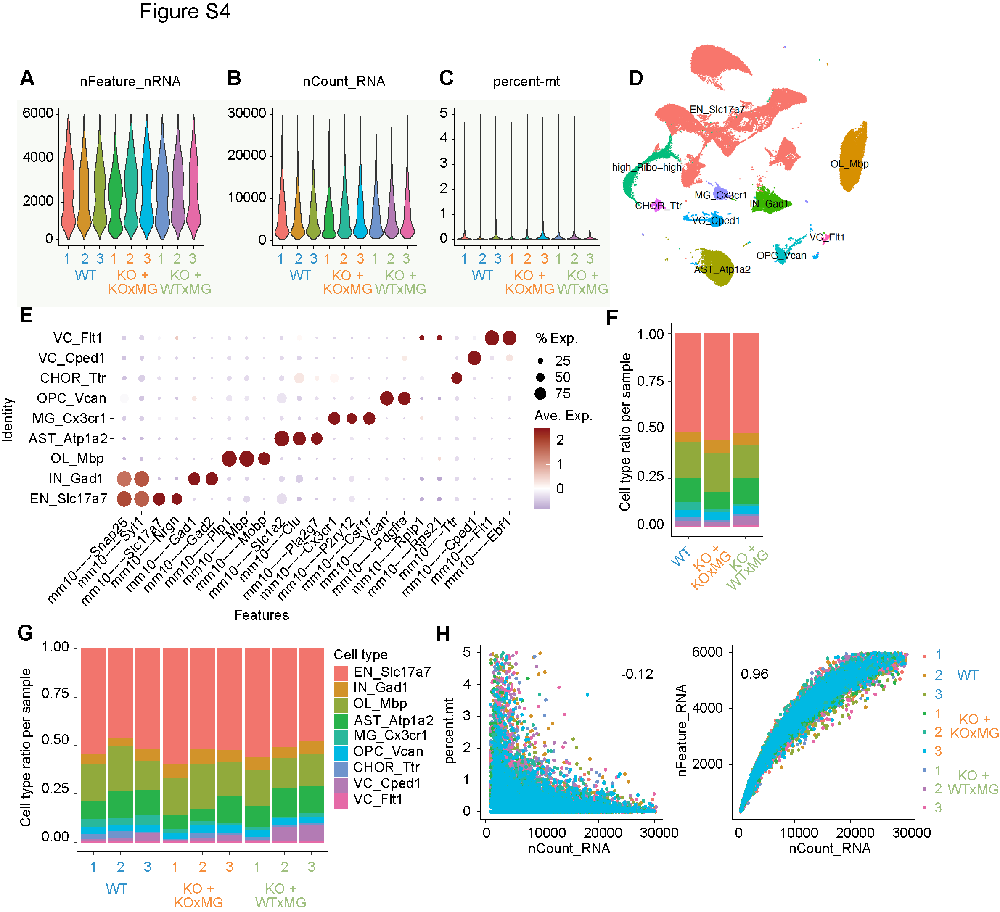 Figure S4
A
nFeature_nRNA
6000
4000
2000
0
1 2 3 1 2 3 1 2 3
WT
KO +
KOxMG
KO +
WTxMG
B
nCount_RNA
30000
20000
10000
0
1 2 3 1 2 3 1 2 3
WT
KO +
KOxMG
KO +
WTxMG
C
percent-mt
5
4
3
2
1
0
1 2 3 1 2 3 1 2 3
WT
KO +
KOxMG
KO +
WTxMG
D
EN_Slc17a7
OL_Mbp
high_Ribo−high
MG_Cx3cr1
CHOR_Ttr
IN_Gad1
VC_Cped1
VC_Flt1
OPC_Vcan
AST_Atp1a2
E
Identity
VC_Flt1
VC_Cped1
CHOR_Ttr
OPC_Vcan
MG_Cx3cr1
AST_Atp1a2
OL_Mbp
IN_Gad1
EN_Slc17a7
mm10----Snap25
mm10----Syt1
mm10----Slc17a7
mm10----Nrgn
mm10----Gad1
mm10----Gad2
mm10----Plp1
mm10----Mbp
mm10----Mobp
mm10----Slc1a2
mm10----Clu
mm10----Pla2g7
mm10----Cx3cr1
mm10----P2ry12
mm10----Csf1r
mm10----Vcan
mm10----Pdgfra
mm10----Rplp1
mm10----Rps21
mm10----Ttr
mm10----Cped1
mm10----Flt1
mm10----Ebf1
Features
% Exp.
25
50
75
Ave. Exp.
2
1
0
F
Cell type ratio per sample
1.00
0.75
0.50
0.25
0.00
WT
KO +
KOxMG
KO +
WTxMG
G
Cell type ratio per sample
1.00
0.75
0.50
0.25
0.00
1 2 3 1 2 3 1 2 3
WT
KO +
KOxMG
KO +
WTxMG
Cell type
EN_Slc17a7
IN_Gad1
OL_Mbp
AST_Atp1a2
MG_Cx3cr1
OPC_Vcan
CHOR_Ttr
VC_Cped1
VC_Flt1
H
percent.mt
5
4
3
2
1
0
-0.12
0 10000 20000 30000
nCount_RNA
nFeature_RNA
6000
4000
2000
0.96
0 10000 20000 30000
nCount_RNA
1
2 WT
3
1
2
3
KO +
KOxMG
1
2
3
KO +
WTxMG